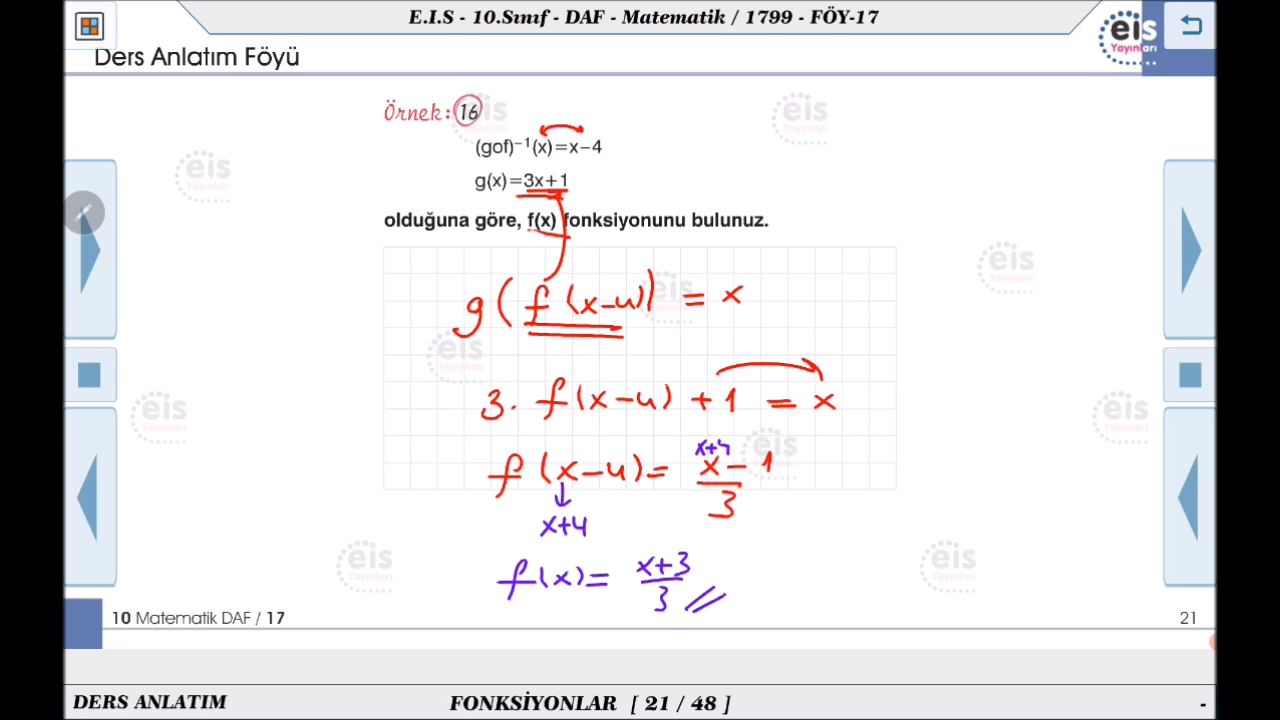 E.I.S - 10.Sınıf - DAF - Matematik / 1799 - FÖY-17
eis
Yayınları
Ders Anlatım Föyü
Örnek: 16
(gof)⁻¹(x)=x−4
g(x)=3x+1
olduğuna göre, f(x) fonksiyonunu bulunuz.
g(f(x-4)) = x
3. f(x-4) + 1 = x
x+4
f(x-4) = x-1
3
x+4
f(x) = x+3
3
10 Matematik DAF / 17
21
DERS ANLATIM
FONKSİYONLAR [ 21 / 48 ]
-